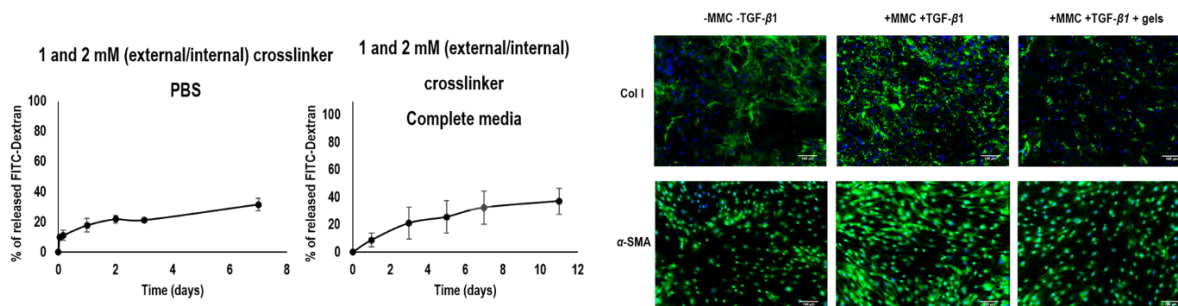 1 and 2 mM (external/internal) crosslinker
PBS
% of released FITC-Dextran
100
80
60
40
20
0
0
2
4
6
8
Time (days)
1 and 2 mM (external/internal)
crosslinker
Complete media
% of released FITC-Dextran
100
80
60
40
20
0
0
2
4
6
8
10
12
Time (days)
-MMC -TGF-β1
+MMC +TGF-β1
+MMC +TGF-β1 + gels
Col I
α-SMA